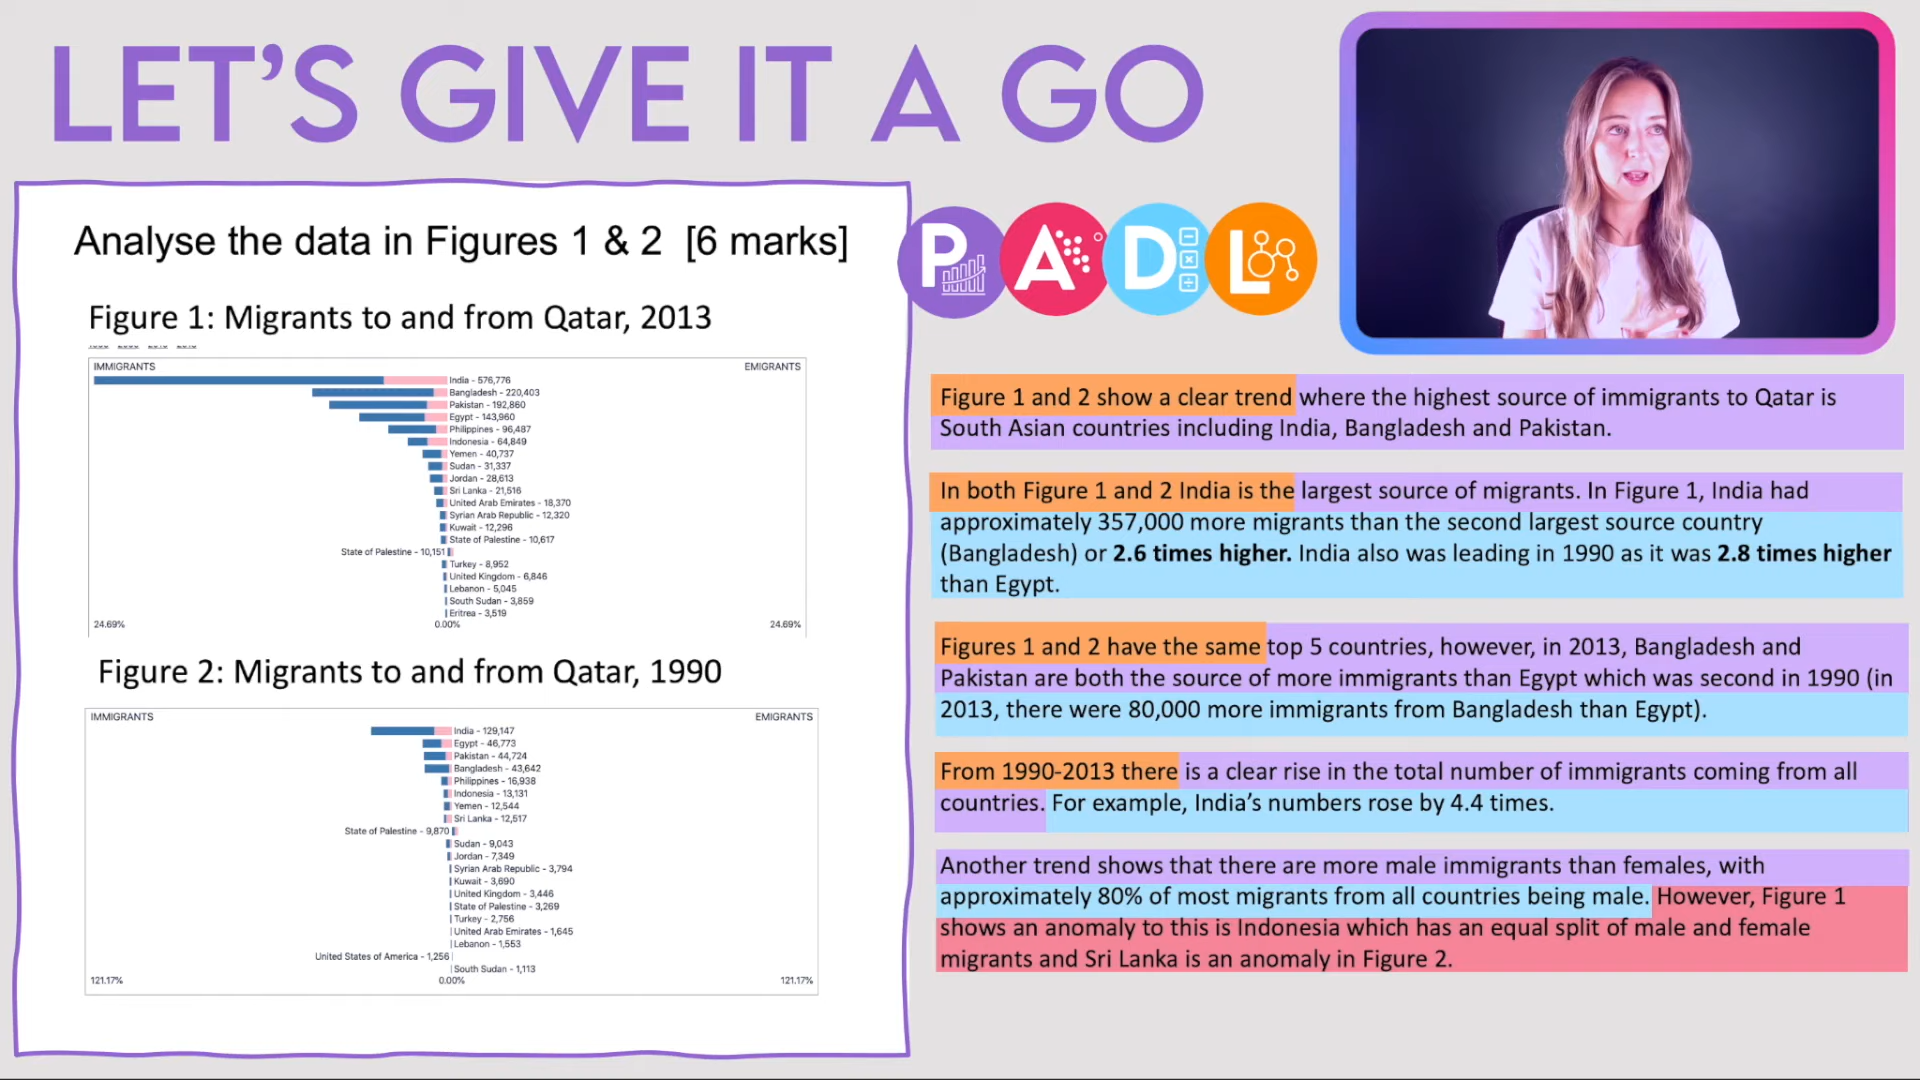 LET'S GIVE IT A GO
Analyse the data in Figures 1 & 2 [6 marks]
P A D L
Figure 1: Migrants to and from Qatar, 2013
IMMIGRANTS
EMIGRANTS
India - 576,776
Bangladesh - 220,403
Pakistan - 192,860
Egypt - 143,960
Philippines - 96,487
Indonesia - 64,849
Yemen - 40,737
Sudan - 31,337
Jordan - 28,613
Sri Lanka - 21,516
United Arab Emirates - 18,370
Syrian Arab Republic - 12,320
Kuwait - 12,296
State of Palestine - 10,617
State of Palestine - 10,151
Turkey - 8,952
United Kingdom - 6,846
Lebanon - 5,045
South Sudan - 3,859
Eritrea - 3,519
24.69%
0.00%
24.69%
Figure 2: Migrants to and from Qatar, 1990
IMMIGRANTS
EMIGRANTS
India - 129,147
Egypt - 46,773
Pakistan - 44,724
Bangladesh - 43,642
Philippines - 16,938
Indonesia - 13,131
Yemen - 12,544
Sri Lanka - 12,517
State of Palestine - 9,870
Sudan - 9,043
Jordan - 7,349
Syrian Arab Republic - 3,794
Kuwait - 3,690
United Kingdom - 3,446
State of Palestine - 3,269
Turkey - 2,756
United Arab Emirates - 1,645
Lebanon - 1,553
United States of America - 1,256
South Sudan - 1,113
121.17%
0.00%
121.17%
Figure 1 and 2 show a clear trend where the highest source of immigrants to Qatar is
South Asian countries including India, Bangladesh and Pakistan.
In both Figure 1 and 2 India is the largest source of migrants. In Figure 1, India had
approximately 357,000 more migrants than the second largest source country
(Bangladesh) or 2.6 times higher. India also was leading in 1990 as it was 2.8 times higher
than Egypt.
Figures 1 and 2 have the same top 5 countries, however, in 2013, Bangladesh and
Pakistan are both the source of more immigrants than Egypt which was second in 1990 (in
2013, there were 80,000 more immigrants from Bangladesh than Egypt).
From 1990-2013 there is a clear rise in the total number of immigrants coming from all
countries. For example, India's numbers rose by 4.4 times.
Another trend shows that there are more male immigrants than females, with
approximately 80% of most migrants from all countries being male. However, Figure 1
shows an anomaly to this is Indonesia which has an equal split of male and female
migrants and Sri Lanka is an anomaly in Figure 2.